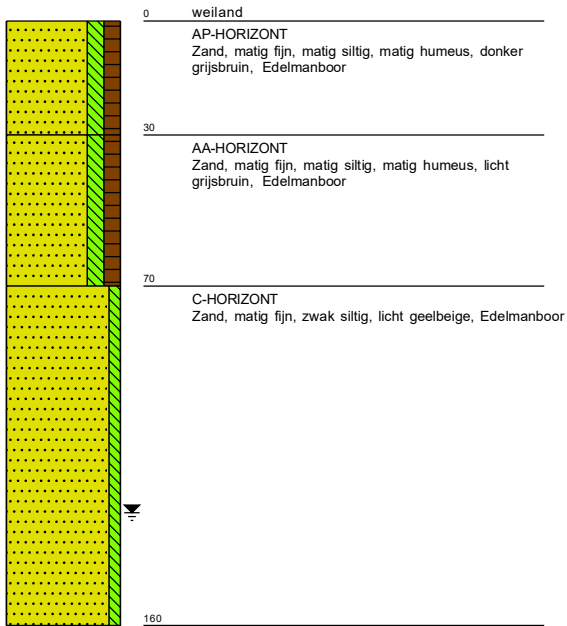 0 weiland
AP-HORIZONT
Zand, matig fijn, matig siltig, matig humeus, donker
grijsbruin, Edelmanboor
30
AA-HORIZONT
Zand, matig fijn, matig siltig, matig humeus, licht
grijsbruin, Edelmanboor
70
C-HORIZONT
Zand, matig fijn, zwak siltig, licht geelbeige, Edelmanboor
160